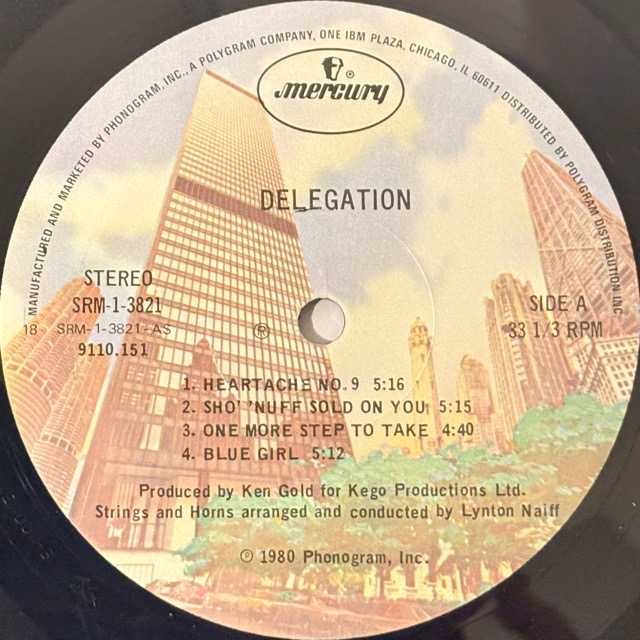 MANUFACTURED AND MARKETED BY PHONOGRAM, INC., A POLYGRAM COMPANY, ONE IBM PLAZA, CHICAGO, IL 60611 DISTRIBUTED BY POLYGRAM DISTRIBUTION, INC.
mercury ®
DELEGATION
STEREO
SRM-1-3821
18 SRM-1-3821-AS
9110.151
SIDE A
33 1/3 RPM
1. HEARTACHE NO. 9 5:16
2. SHO' 'NUFF SOLD ON YOU 5:15
3. ONE MORE STEP TO TAKE 4:40
4. BLUE GIRL 5:12
Produced by Ken Gold for Kego Productions Ltd.
Strings and Horns arranged and conducted by Lynton Naiff
℗ 1980 Phonogram, Inc.